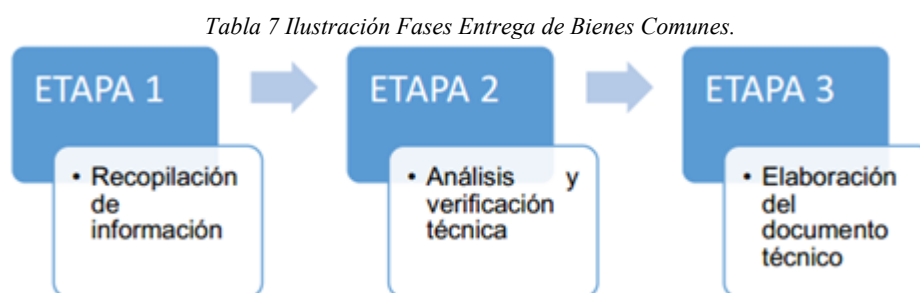 Tabla 7 Ilustración Fases Entrega de Bienes Comunes.
ETAPA 1
• Recopilación
de
información
ETAPA 2
• Análisis y
verificación
técnica
ETAPA 3
• Elaboración
del
documento
técnico